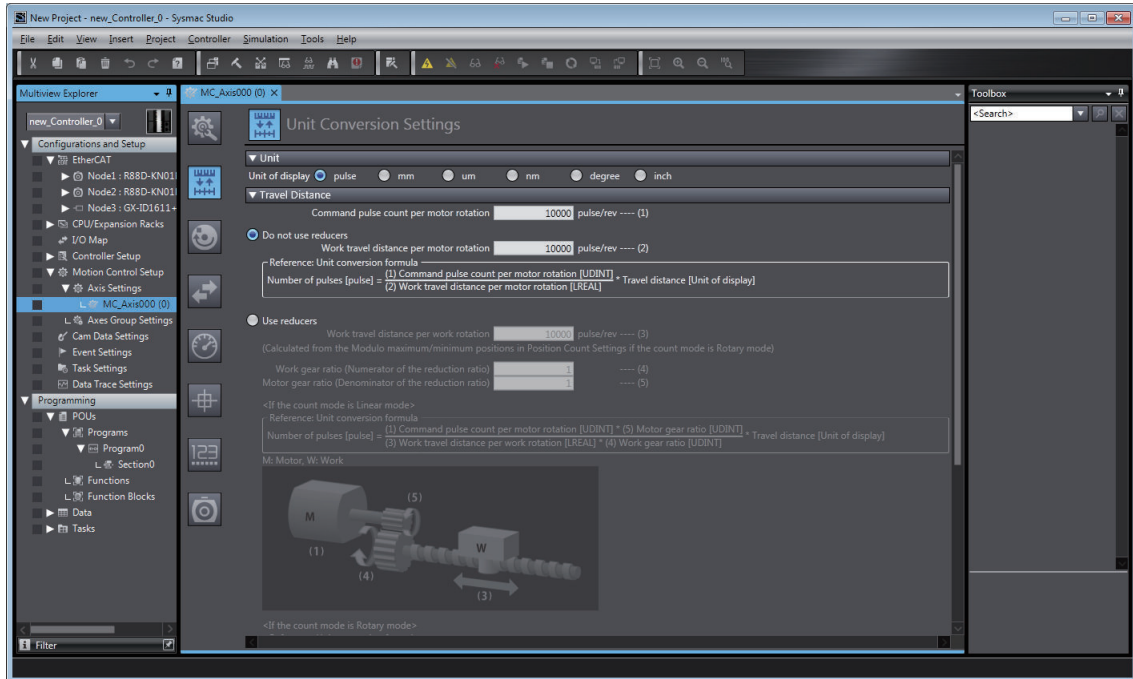 New Project - new_Controller_0 - Sysmac Studio
File Edit View Insert Project Controller Simulation Tools Help
Multiview Explorer
new_Controller_0
Configurations and Setup
EtherCAT
Node1 : R88D-KN01
Node2 : R88D-KN01
Node3 : GX-ID1611+
CPU/Expansion Racks
I/O Map
Controller Setup
Motion Control Setup
Axis Settings
MC_Axis000 (0)
Axes Group Settings
Cam Data Settings
Event Settings
Task Settings
Data Trace Settings
Programming
POUs
Programs
Program0
Section0
Functions
Function Blocks
Data
Tasks
Filter
MC_Axis000 (0)
Unit Conversion Settings
Unit
Unit of display pulse mm um nm degree inch
Travel Distance
Command pulse count per motor rotation 10000 pulse/rev ---- (1)
Do not use reducers
Work travel distance per motor rotation 10000 pulse/rev ---- (2)
Reference: Unit conversion formula
(1) Command pulse count per motor rotation [UDINT]
Number of pulses [pulse] = * Travel distance [Unit of display]
(2) Work travel distance per motor rotation [LREAL]
Use reducers
Work travel distance per work rotation 10000 pulse/rev ---- (3)
(Calculated from the Modulo maximum/minimum positions in Position Count Settings if the count mode is Rotary mode)
Work gear ratio (Numerator of the reduction ratio) 1 ---- (4)
Motor gear ratio (Denominator of the reduction ratio) 1 ---- (5)
<If the count mode is Linear mode>
Reference: Unit conversion formula
(1) Command pulse count per motor rotation [UDINT] * (5) Motor gear ratio [UDINT]
Number of pulses [pulse] = * Travel distance [Unit of display]
(3) Work travel distance per work rotation [LREAL] * (4) Work gear ratio [UDINT]
M: Motor, W: Work
(5)
M
W
(1)
(4)
(3)
<If the count mode is Rotary mode>
123
Toolbox
<Search>